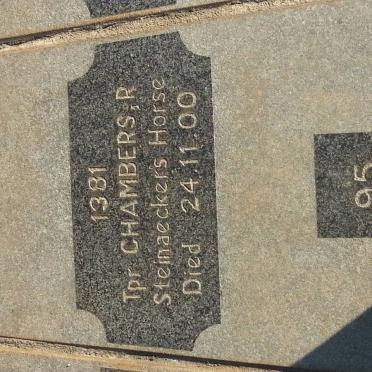 1381
Tpr CHAMBERS.R
Steinaeckers Horse
Died 24.11.00
95